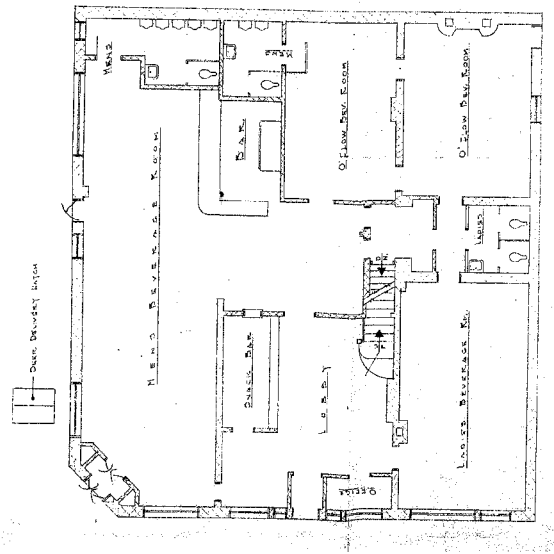 MENS
MENS
O'FLOW BEV. ROOM
O'FLOW BEV. ROOM
BAR
LADIES
BEER DELIVERY HATCH
MENS BEVERAGE ROOM
DN.
UP
SNACK BAR
LOBBY
LADIES BEVERAGE RM.
OFFICE